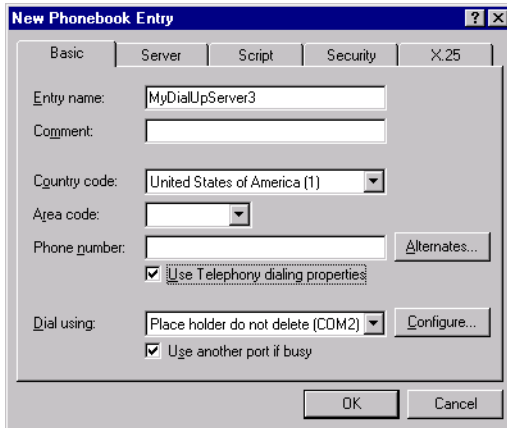 New Phonebook Entry
Basic Server Script Security X.25
Entry name: MyDialUpServer3
Comment:
Country code: United States of America (1)
Area code:
Phone number: Alternates...
Use Telephony dialing properties
Dial using: Place holder do not delete (COM2) Configure...
Use another port if busy
OK Cancel